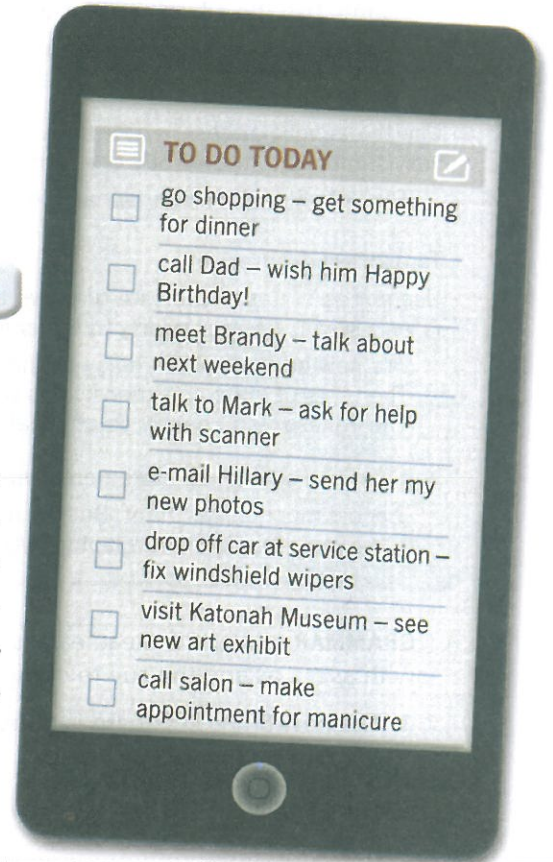 TO DO TODAY
go shopping – get something
for dinner
call Dad – wish him Happy
Birthday!
meet Brandy – talk about
next weekend
talk to Mark – ask for help
with scanner
e-mail Hillary – send her my
new photos
drop off car at service station –
fix windshield wipers
visit Katonah Museum – see
new art exhibit
call salon – make
appointment for manicure